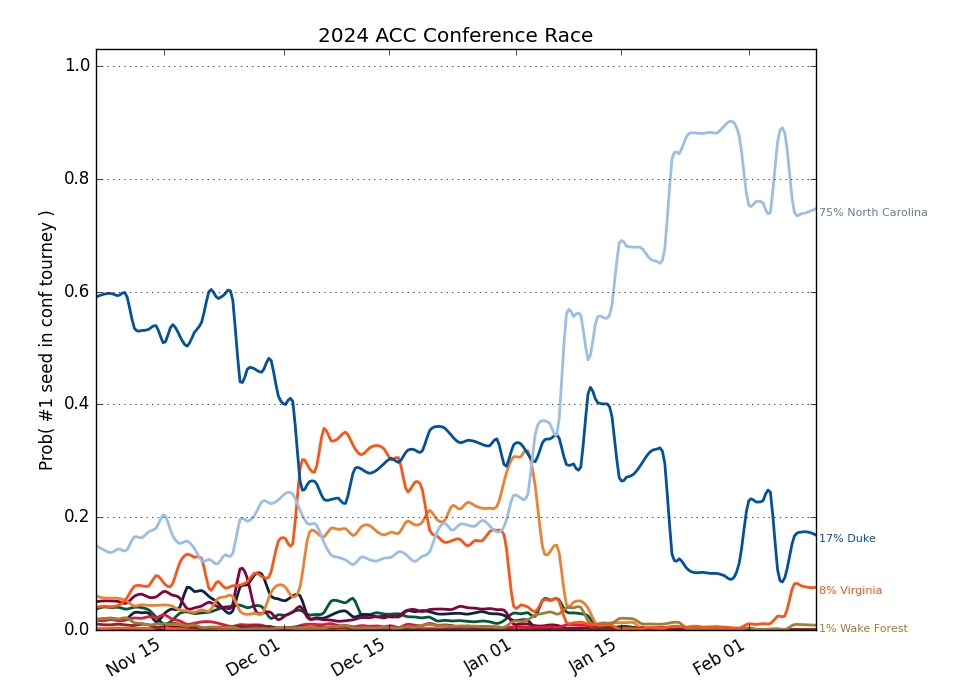 2024 ACC Conference Race
Prob( #1 seed in conf tourney )
1.0
0.8
0.6
0.4
0.2
0.0
75% North Carolina
17% Duke
8% Virginia
1% Wake Forest
Nov 15
Dec 01
Dec 15
Jan 01
Jan 15
Feb 01